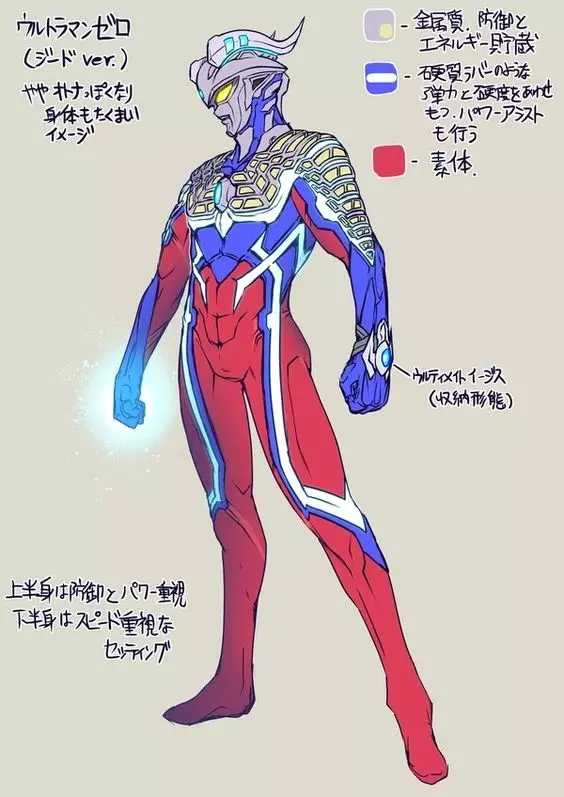 ウルトラマンゼロ
(ジードver.)
ややオトナっぽくなり
身体もたくまい
イメージ
- 金属質.防御と
エネルギー貯蔵
- 硬質ラバーのような
弾力と硬度をあわせ
もつ.パワーアシスト
も行う
- 素体.
ウルティメイトイージス
(収納形態)
上半身は防御とパワー重視
下半身はスピード重視な
セッティング